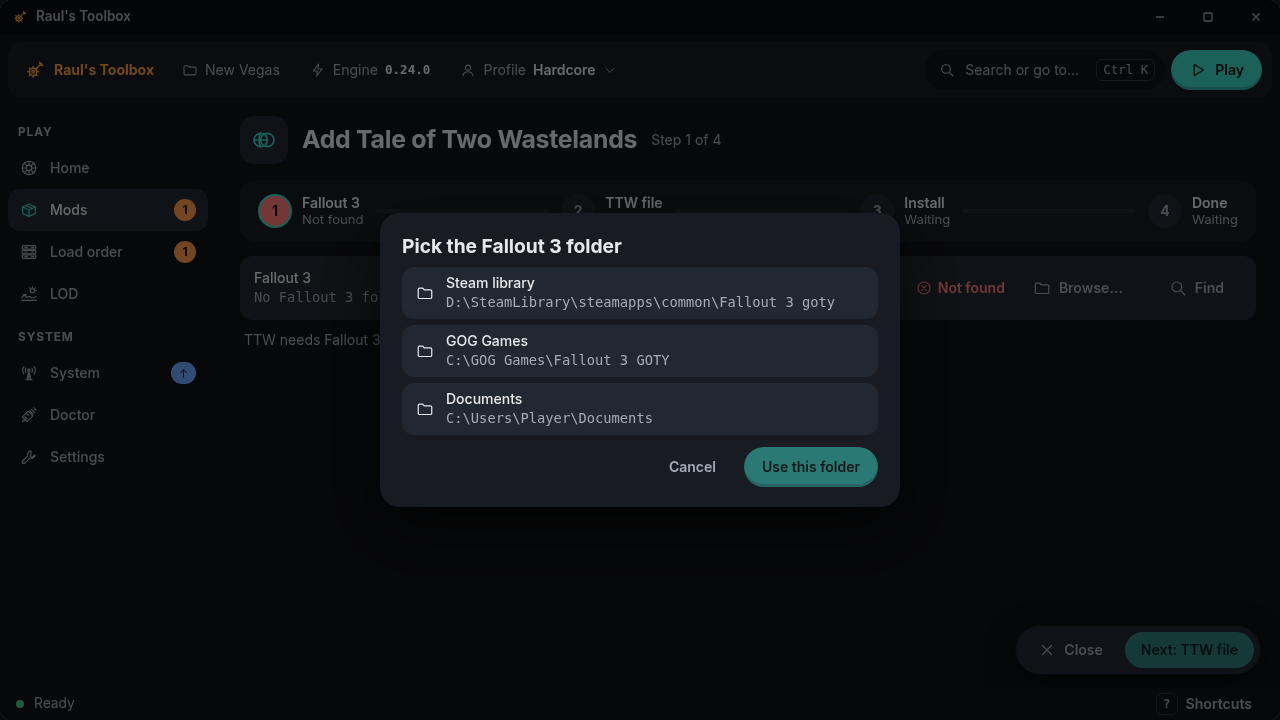 Raul's Toolbox
Raul's Toolbox
New Vegas
Engine 0.24.0
Profile Hardcore
Search or go to...
Ctrl K
Play
PLAY
Home
Mods
1
Load order
1
LOD
SYSTEM
System
Doctor
Settings
Add Tale of Two Wastelands
Step 1 of 4
1
Fallout 3
Not found
2
TTW file
3
Install
Waiting
4
Done
Waiting
Fallout 3
No Fallout 3 fo
Not found
Browse...
Find
TTW needs Fallout 3
Pick the Fallout 3 folder
Steam library
D:\SteamLibrary\steamapps\common\Fallout 3 goty
GOG Games
C:\GOG Games\Fallout 3 GOTY
Documents
C:\Users\Player\Documents
Cancel
Use this folder
Close
Next: TTW file
Ready
? Shortcuts